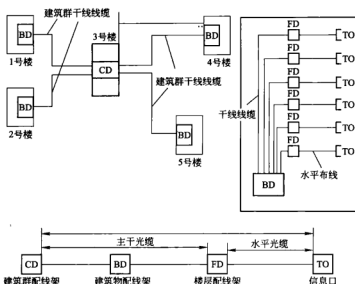 建筑群干线线缆
BD
1号楼
BD
2号楼
3号楼
CD
BD
4号楼
建筑群干线线缆
BD
5号楼
FD
TO
FD
TO
FD
TO
FD
TO
FD
TO
干线线缆
BD
水平布线
主干光缆
水平光缆
CD
BD
FD
TO
建筑群配线架
建筑物配线架
楼层配线架
信息口